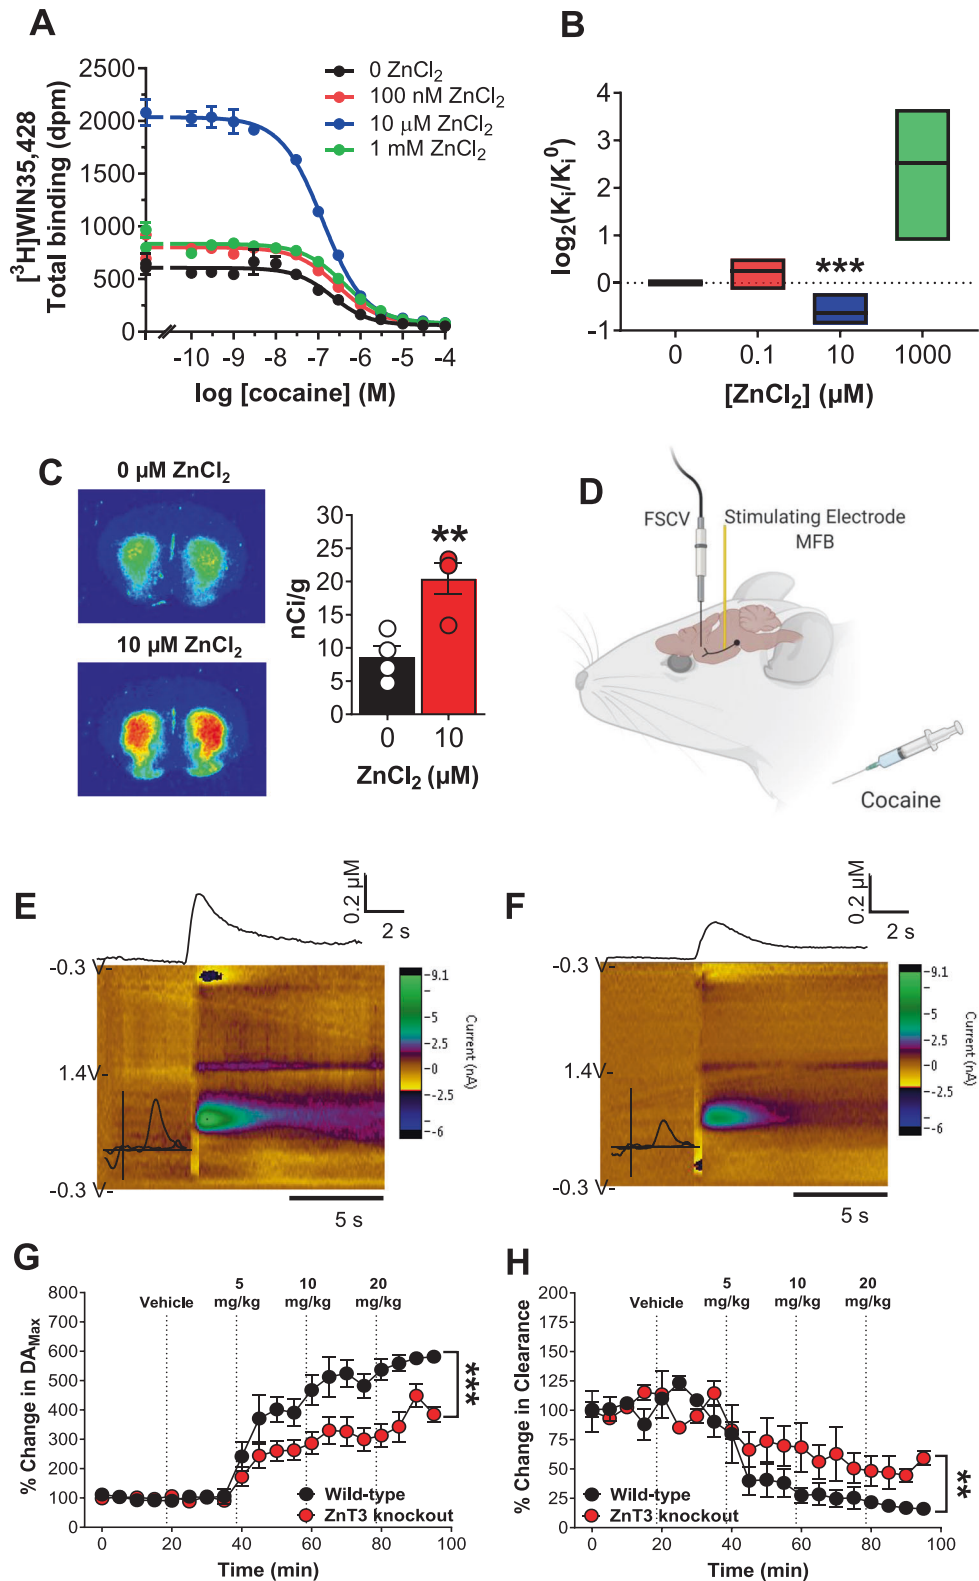 A
[³H]WIN35,428
Total binding (dpm)
2500
2000
1500
1000
500
0
-10 -9 -8 -7 -6 -5 -4
log [cocaine] (M)
0 ZnCl₂
100 nM ZnCl₂
10 μM ZnCl₂
1 mM ZnCl₂
B
log₂(Kᵢ/Kᵢ⁰)
4
3
2
1
0
-1
***
0 0.1 10 1000
[ZnCl₂] (μM)
C
0 μM ZnCl₂
10 μM ZnCl₂
nCi/g
30
25
20
15
10
5
0
**
0 10
ZnCl₂ (μM)
D
FSCV
Stimulating Electrode
MFB
Cocaine
E
0.2 μM
2 s
-0.3 V-
1.4V-
-0.3 V-
9.1
5
2.5
0
-2.5
-6
Current (nA)
5 s
F
0.2 μM
2 s
-0.3 V-
1.4V-
-0.3 V-
9.1
5
2.5
0
-2.5
-6
Current (nA)
5 s
G
% Change in DAMax
800
700
600
500
400
300
200
100
0
Vehicle
5
mg/kg
10
mg/kg
20
mg/kg
***
Wild-type
ZnT3 knockout
0 20 40 60 80 100
Time (min)
H
% Change in Clearance
200
175
150
125
100
75
50
25
0
Vehicle
5
mg/kg
10
mg/kg
20
mg/kg
**
Wild-type
ZnT3 knockout
0 20 40 60 80 100
Time (min)